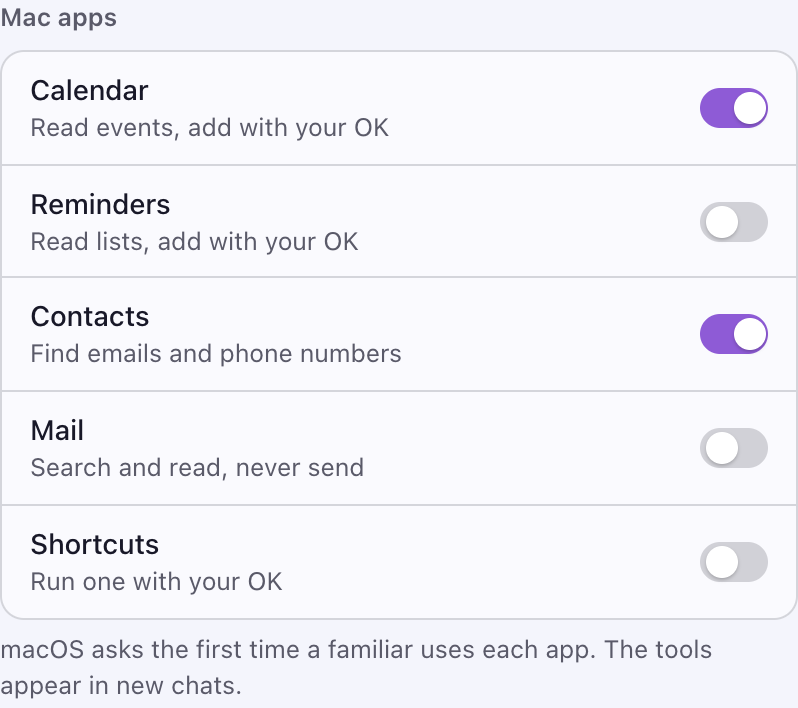 Mac apps
Calendar
Read events, add with your OK
Reminders
Read lists, add with your OK
Contacts
Find emails and phone numbers
Mail
Search and read, never send
Shortcuts
Run one with your OK
macOS asks the first time a familiar uses each app. The tools
appear in new chats.